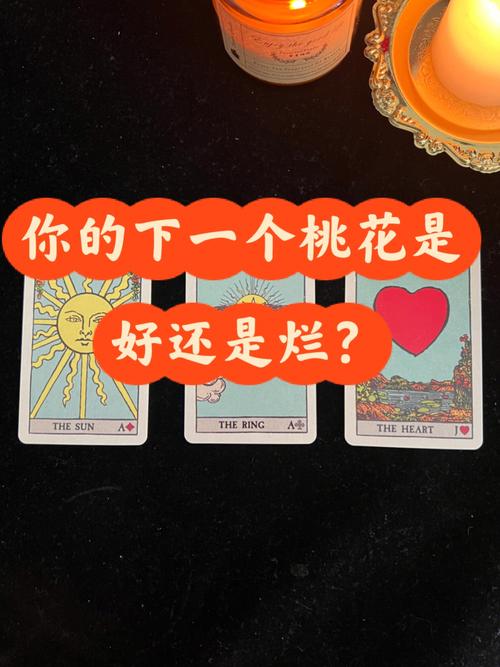 你的下一个桃花是
好还是烂?
THE SUN A♦
THE RING A♣
THE HEART J♥